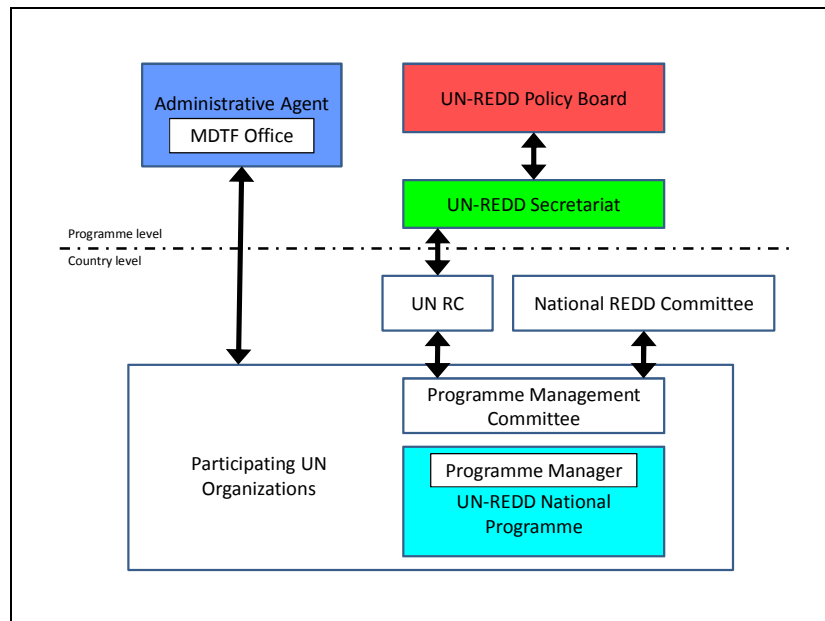 Administrative Agent
MDTF Office
UN-REDD Policy Board
UN-REDD Secretariat
Programme level
Country level
UN RC
National REDD Committee
Programme Management
Committee
Participating UN
Organizations
Programme Manager
UN-REDD National
Programme